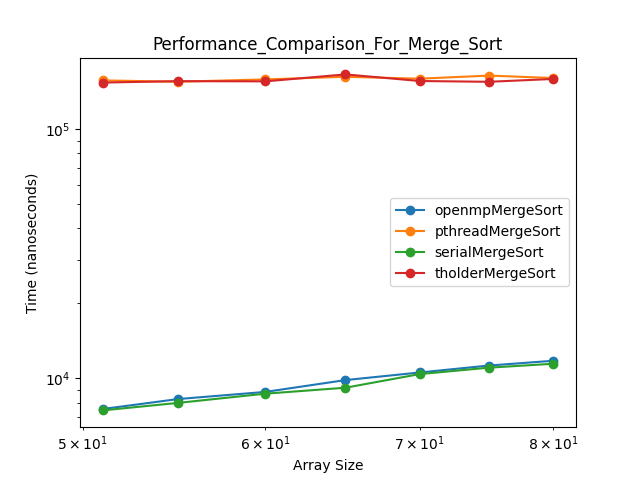 Performance_Comparison_For_Merge_Sort
Time (nanoseconds)
10⁵
10⁴
openmpMergeSort
pthreadMergeSort
serialMergeSort
tholderMergeSort
5 × 10¹ 6 × 10¹ 7 × 10¹ 8 × 10¹
Array Size